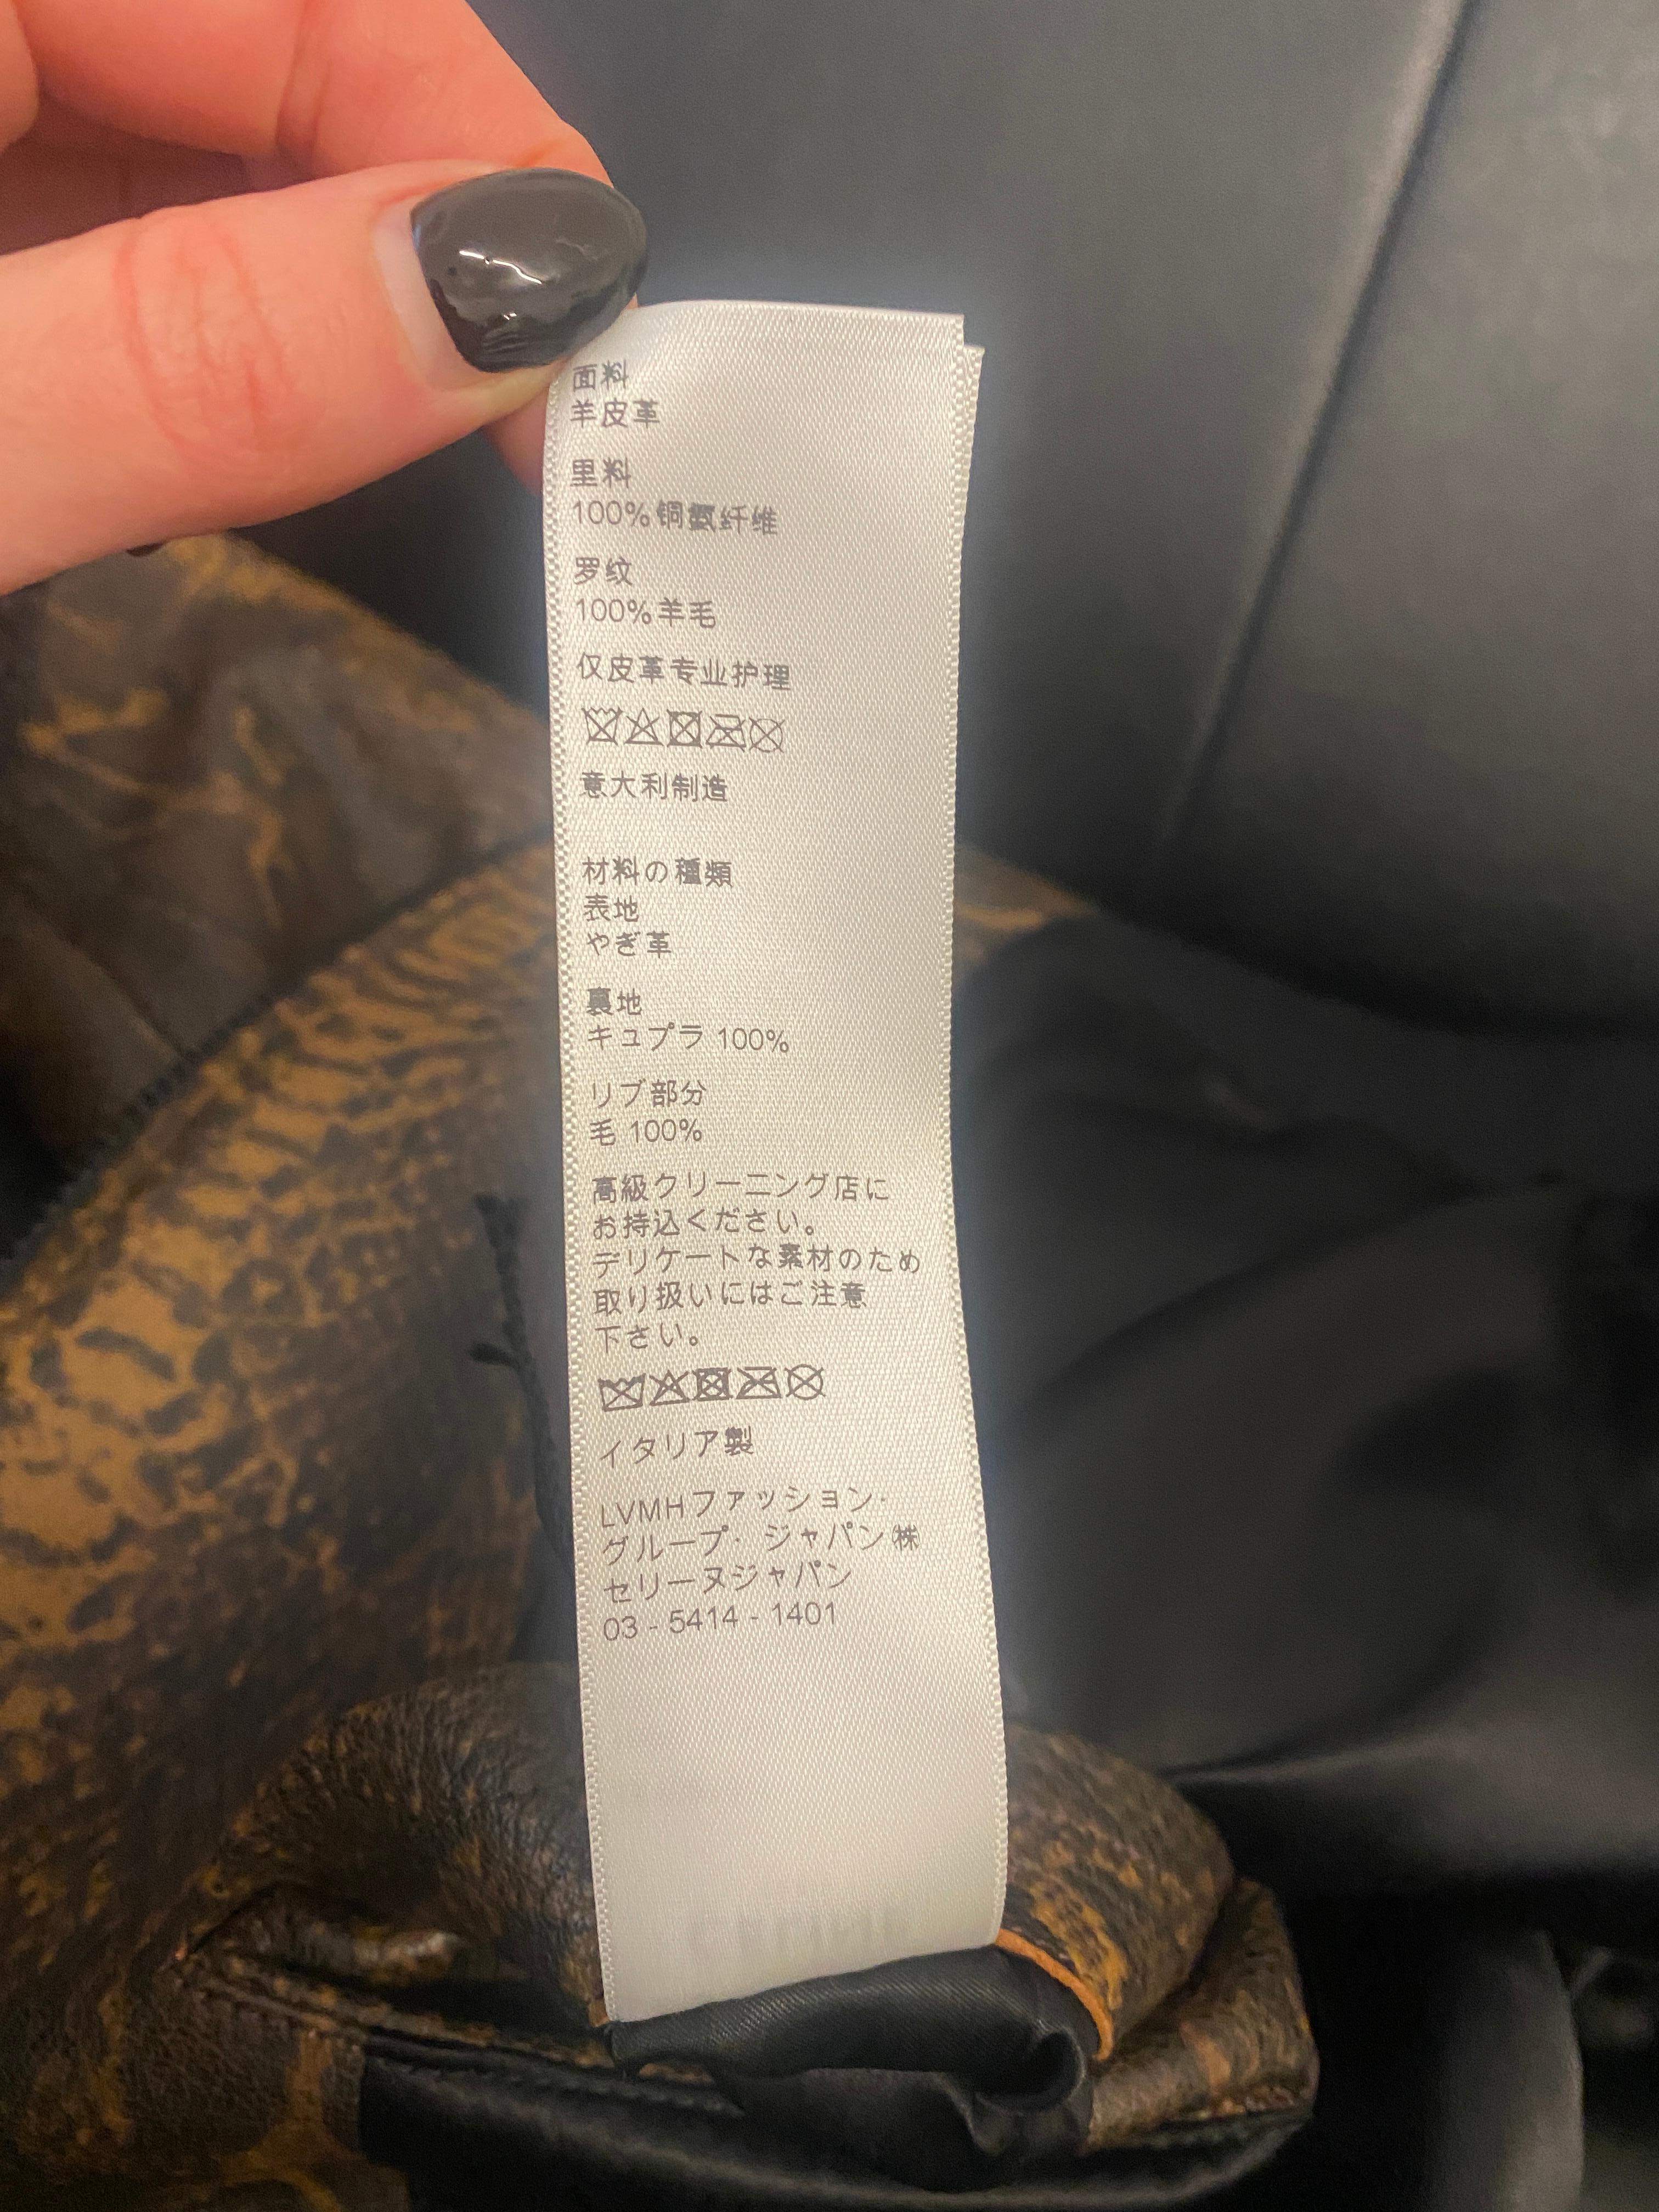 面料
羊皮革
里料
100%铜氨纤维
罗纹
100%羊毛
仅皮革专业护理
意大利制造
材料の種類
表地
やぎ革
裏地
キュプラ 100%
リブ部分
毛 100%
高級クリーニング店に
お持込ください。
デリケートな素材のため
取り扱いにはご注意
下さい。
イタリア製
LVMHファッション・
グループ・ジャパン㈱
セリーヌジャパン
03 - 5414 - 1401